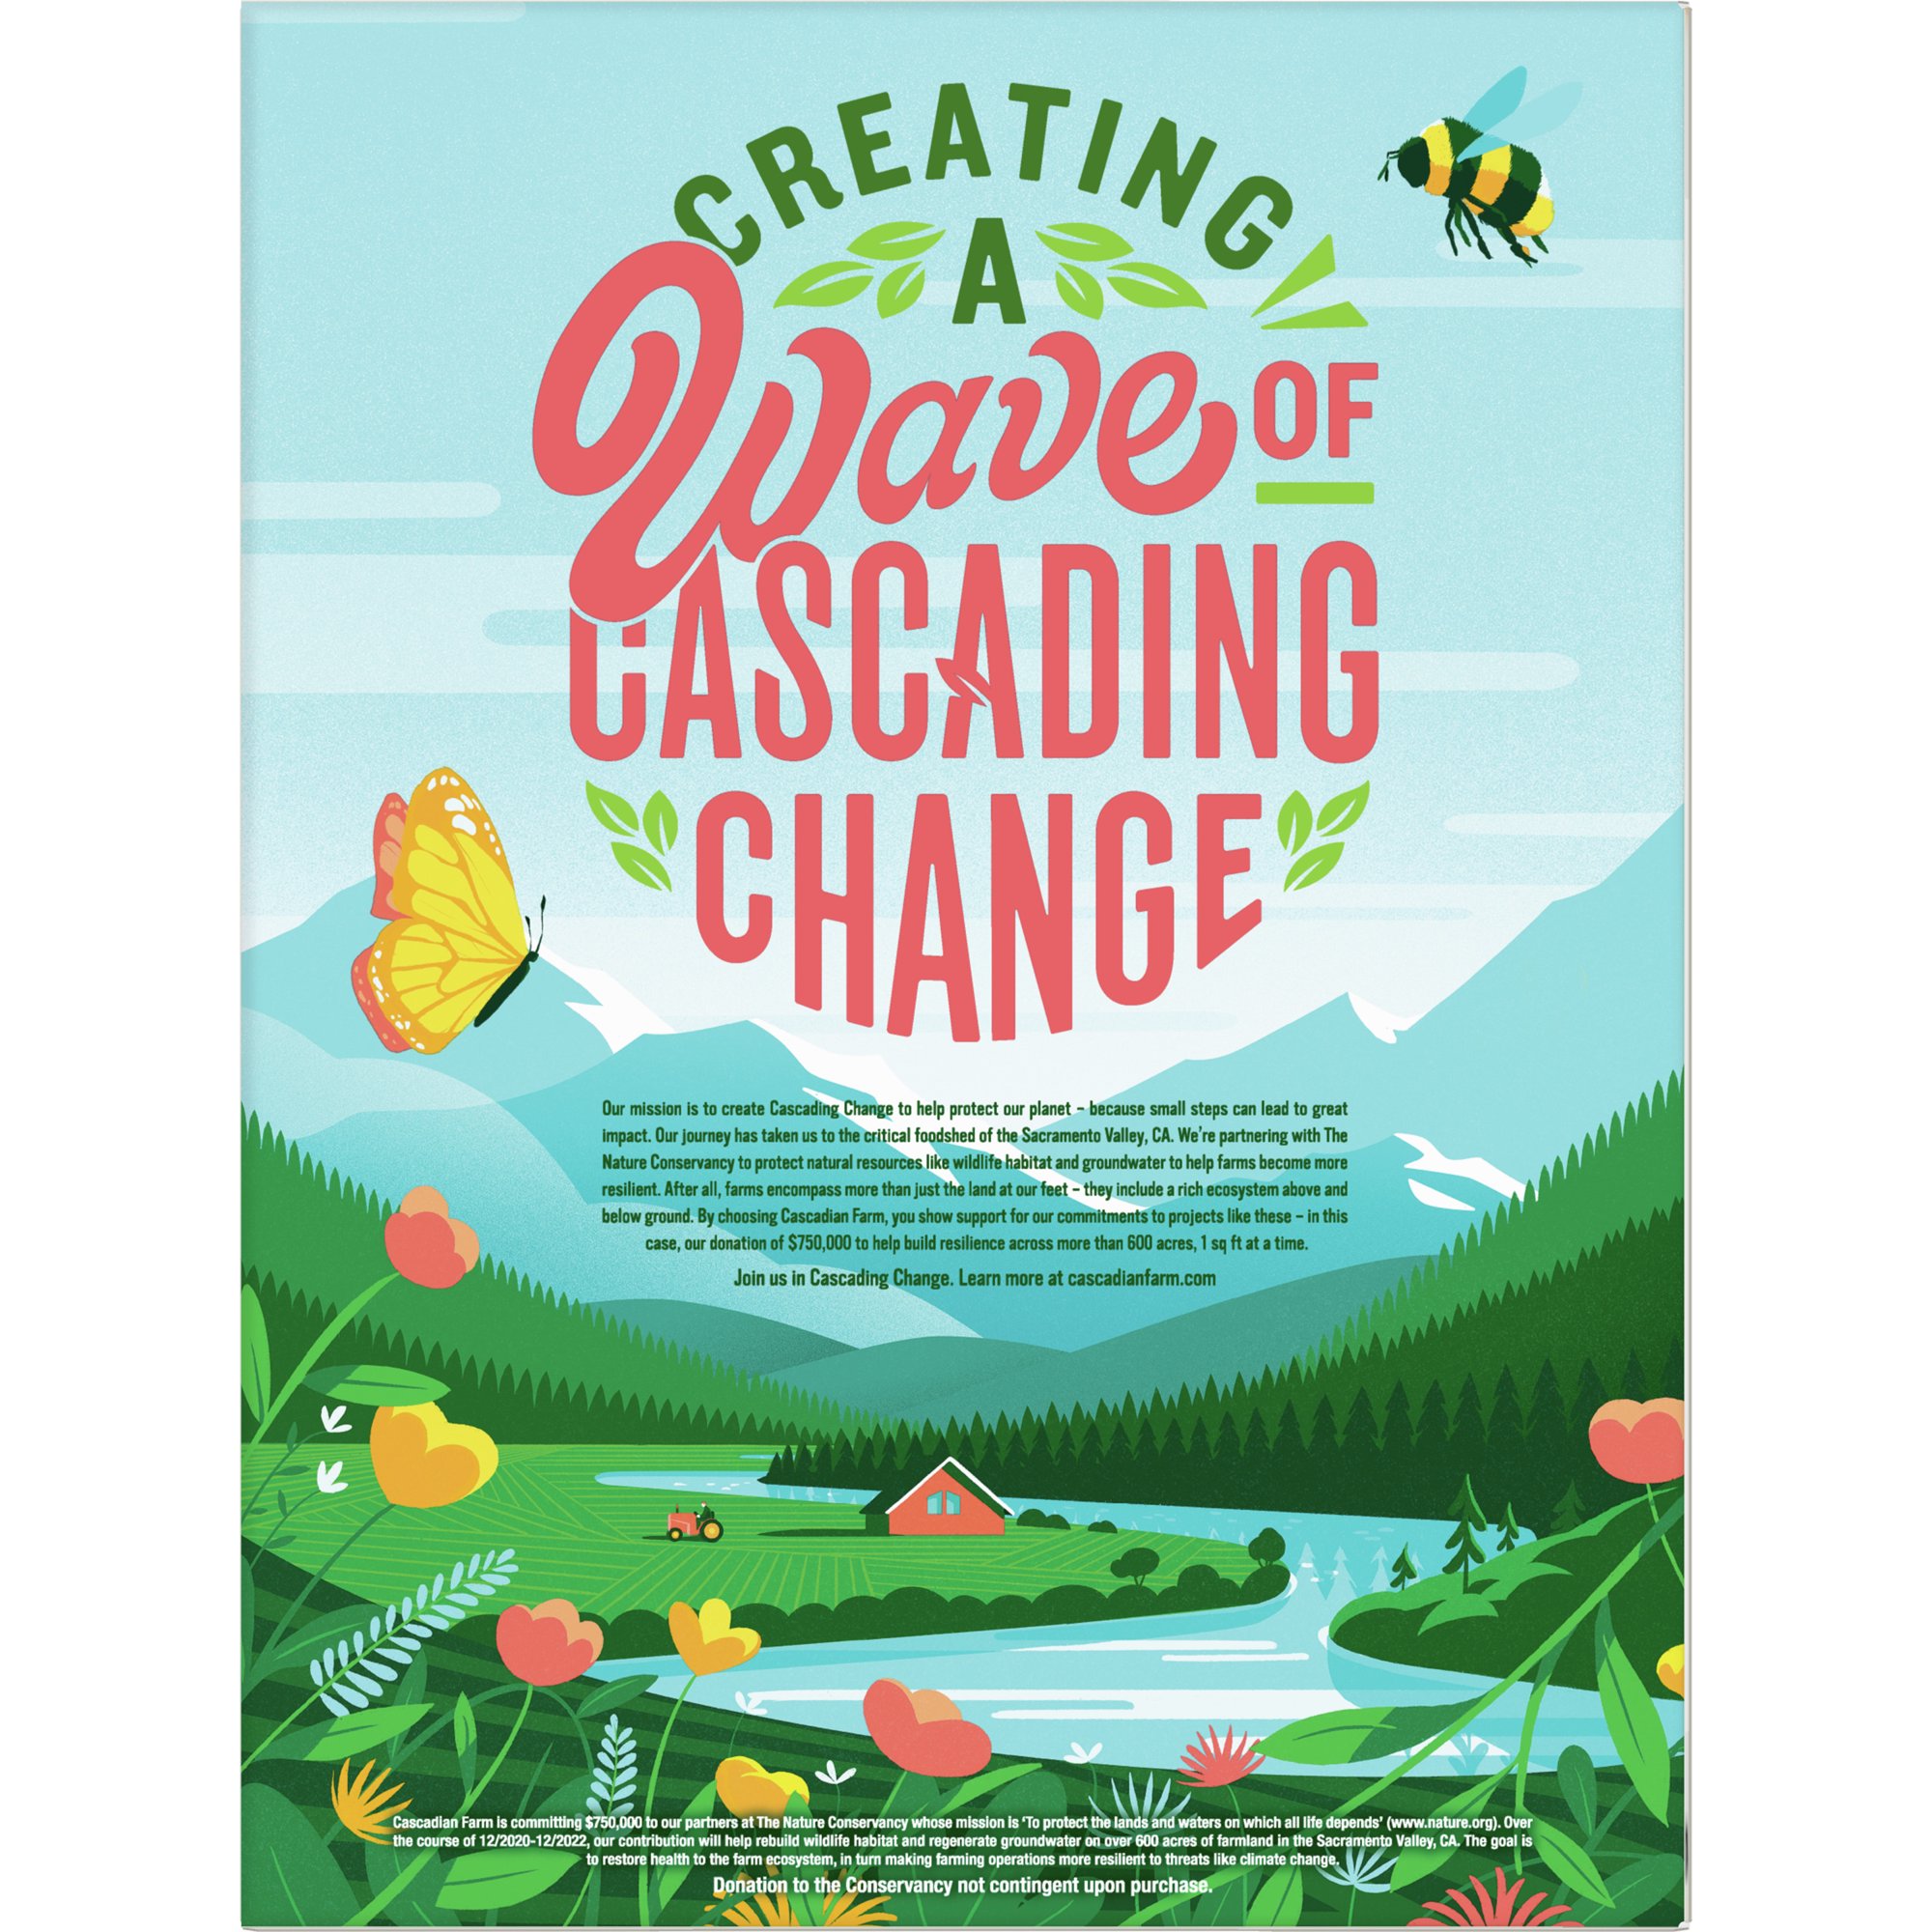 CREATING
A
Wave OF
CASCADING
CHANGE
Our mission is to create Cascading Change to help protect our planet – because small steps can lead to great
impact. Our journey has taken us to the critical foodshed of the Sacramento Valley, CA. We're partnering with The
Nature Conservancy to protect natural resources like wildlife habitat and groundwater to help farms become more
resilient. After all, farms encompass more than just the land at our feet – they include a rich ecosystem above and
below ground. By choosing Cascadian Farm, you show support for our commitments to projects like these – in this
case, our donation of $750,000 to help build resilience across more than 600 acres, 1 sq ft at a time.
Join us in Cascading Change. Learn more at cascadianfarm.com
Cascadian Farm is committing $750,000 to our partners at The Nature Conservancy whose mission is 'To protect the lands and waters on which all life depends' (www.nature.org). Over
the course of 12/2020-12/2022, our contribution will help rebuild wildlife habitat and regenerate groundwater on over 600 acres of farmland in the Sacramento Valley, CA. The goal is
to restore health to the farm ecosystem, in turn making farming operations more resilient to threats like climate change.
Donation to the Conservancy not contingent upon purchase.